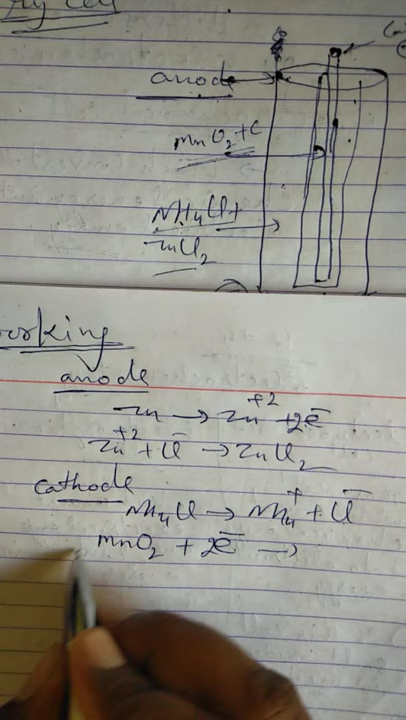 anode
MnO₂ + C
NH₄Cl +
ZnCl₂
working
anode
Zn → Zn⁺² + 2e⁻
Zn⁺² + Cl⁻ → ZnCl₂
cathode
NH₄Cl → NH₄⁺ + Cl⁻
MnO₂ + 2e⁻ →